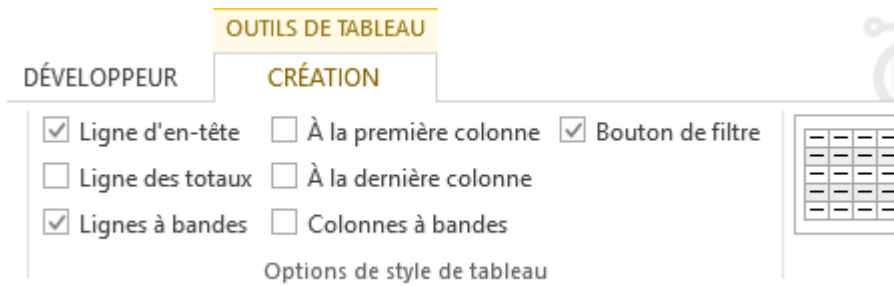 OUTILS DE TABLEAU
DÉVELOPPEUR CRÉATION
Ligne d'en-tête À la première colonne Bouton de filtre
Ligne des totaux À la dernière colonne
Lignes à bandes Colonnes à bandes
Options de style de tableau